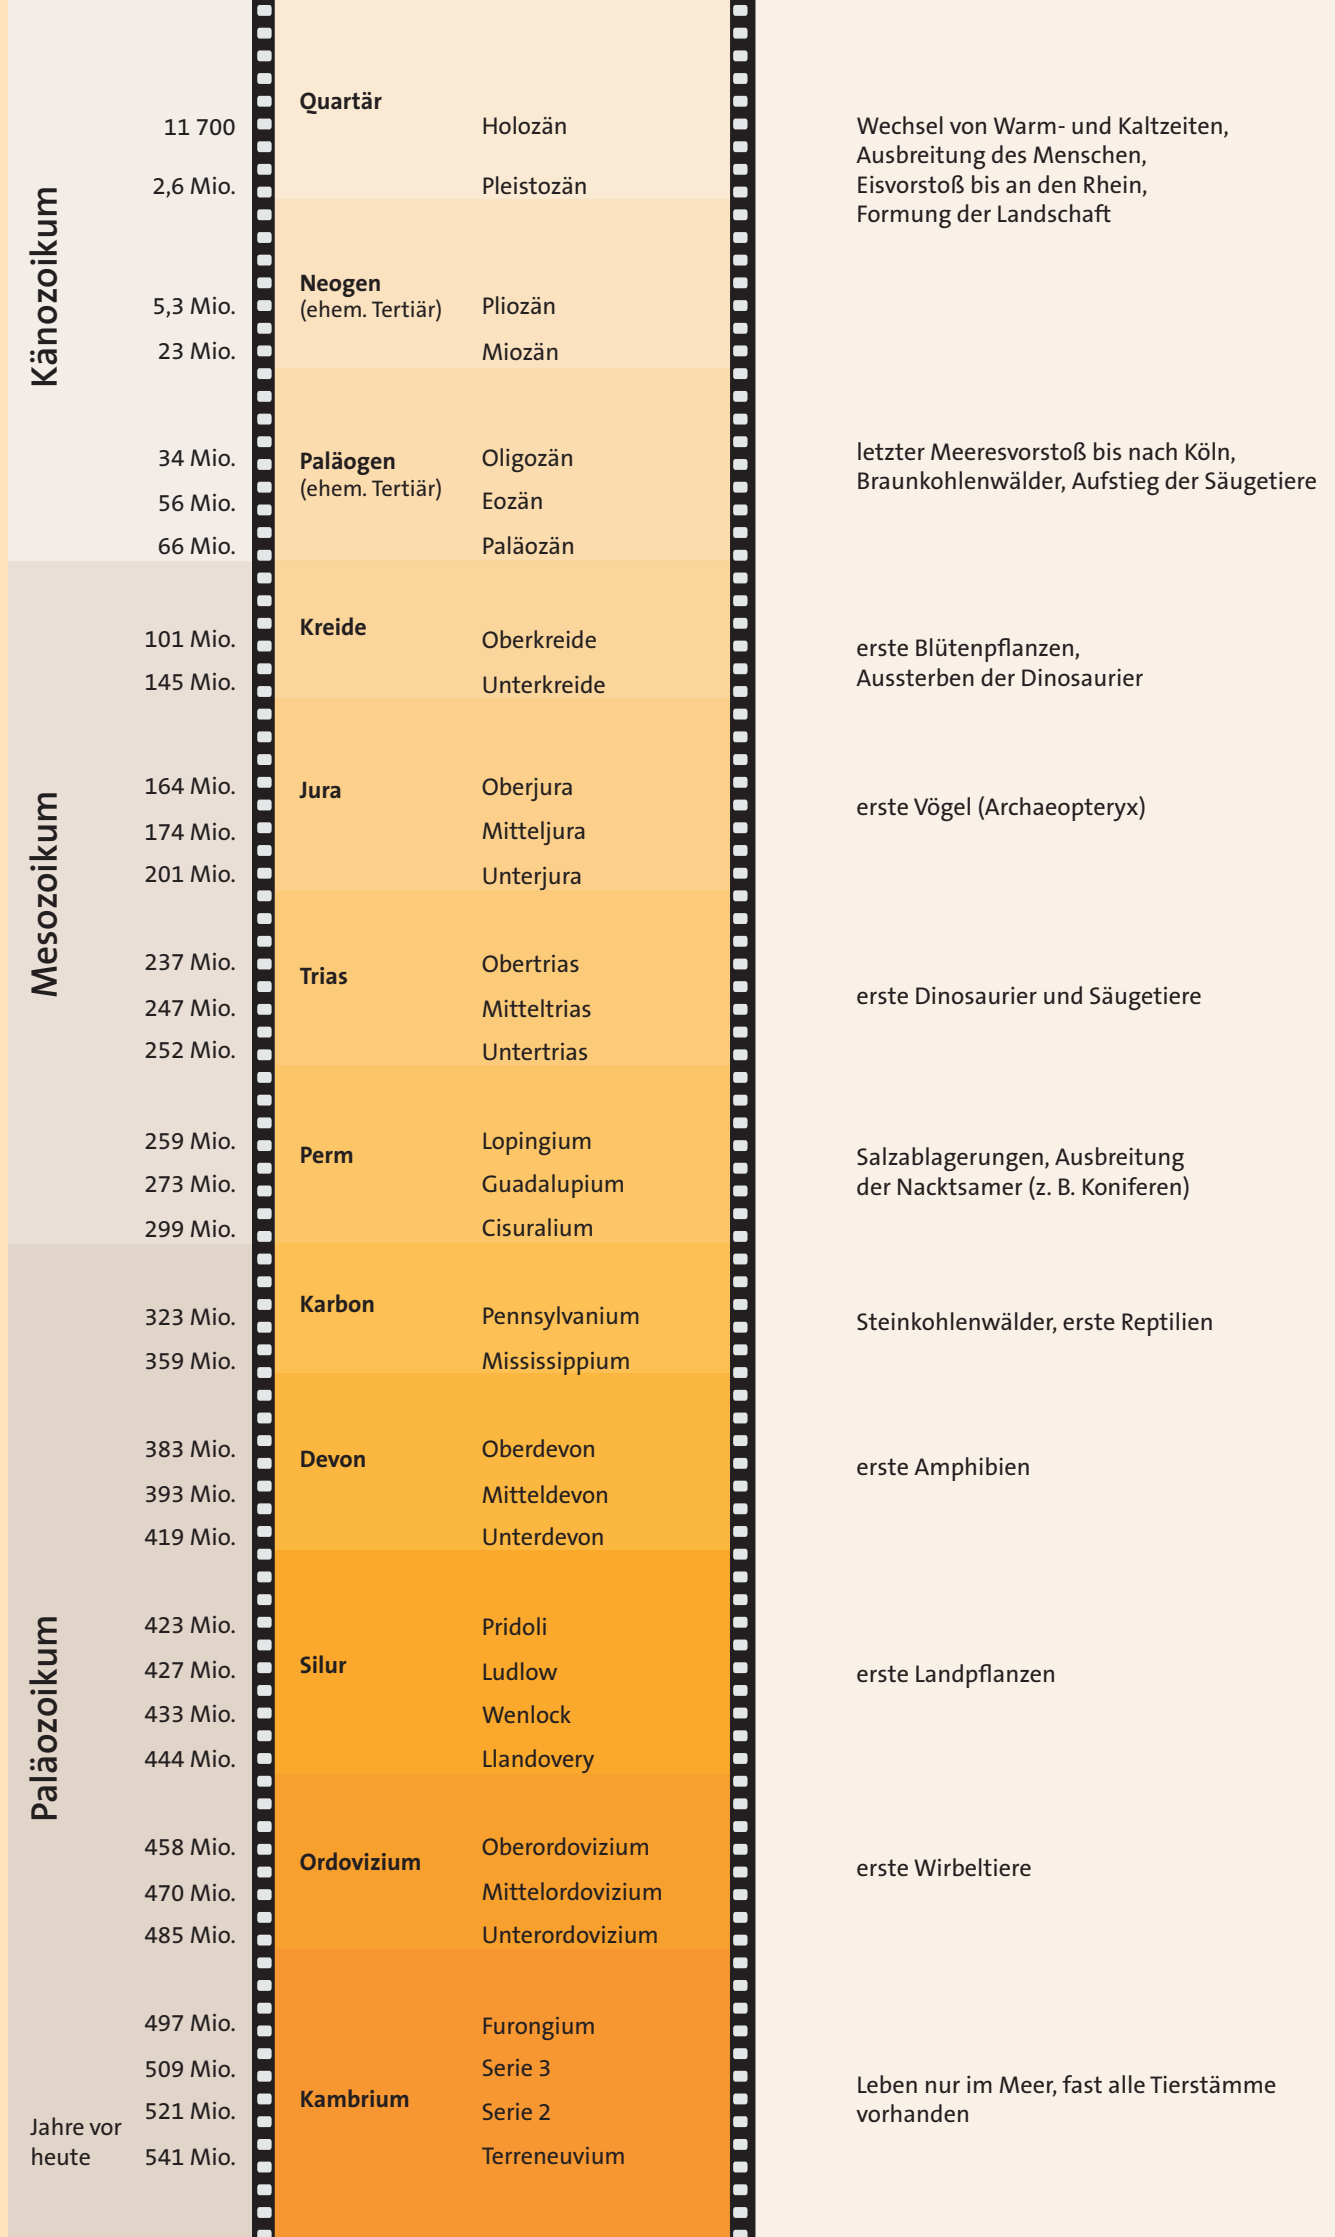 Känozoikum
Quartär
11 700 Holozän Wechsel von Warm- und Kaltzeiten,
Ausbreitung des Menschen,
2,6 Mio. Pleistozän Eisvorstoß bis an den Rhein,
Formung der Landschaft
Neogen
(ehem. Tertiär)
5,3 Mio. Pliozän
23 Mio. Miozän
34 Mio. Paläogen Oligozän letzter Meeresvorstoß bis nach Köln,
(ehem. Tertiär) Braunkohlenwälder, Aufstieg der Säugetiere
56 Mio. Eozän
66 Mio. Paläozän
Mesozoikum
Kreide
101 Mio. Oberkreide erste Blütenpflanzen,
145 Mio. Unterkreide Aussterben der Dinosaurier
164 Mio. Jura Oberjura
erste Vögel (Archaeopteryx)
174 Mio. Mitteljura
201 Mio. Unterjura
237 Mio. Obertrias
Trias
erste Dinosaurier und Säugetiere
247 Mio. Mitteltrias
252 Mio. Untertrias
259 Mio. Lopingium
Perm Salzablagerungen, Ausbreitung
273 Mio. Guadalupium der Nacktsamer (z. B. Koniferen)
299 Mio. Cisuralium
Paläozoikum
Karbon
323 Mio. Pennsylvanium Steinkohlenwälder, erste Reptilien
359 Mio. Mississippium
383 Mio. Oberdevon
Devon erste Amphibien
393 Mio. Mitteldevon
419 Mio. Unterdevon
423 Mio. Pridoli
427 Mio. Silur Ludlow erste Landpflanzen
433 Mio. Wenlock
444 Mio. Llandovery
458 Mio. Oberordovizium
Ordovizium erste Wirbeltiere
470 Mio. Mittelordovizium
485 Mio. Unterordovizium
497 Mio. Furongium
509 Mio. Serie 3
Kambrium Leben nur im Meer, fast alle Tierstämme
521 Mio. Serie 2 vorhanden
Jahre vor
heute 541 Mio. Terreneuvium